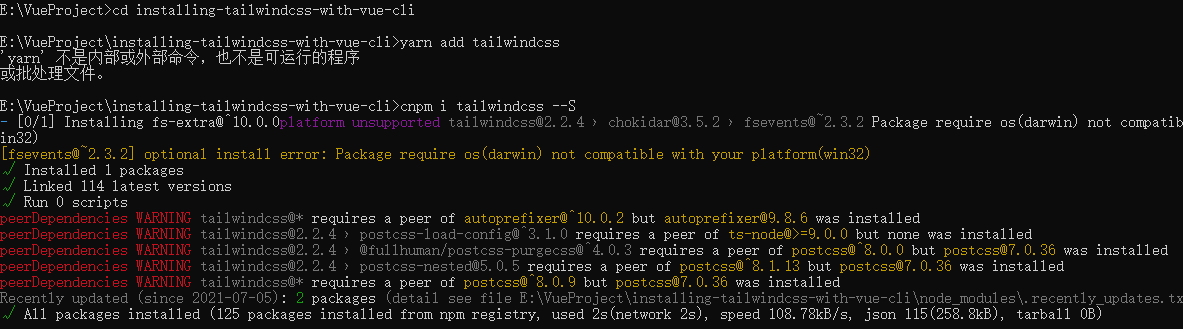 E:\VueProject>cd installing-tailwindcss-with-vue-cli
E:\VueProject\installing-tailwindcss-with-vue-cli>yarn add tailwindcss
'yarn' 不是内部或外部命令，也不是可运行的程序
或批处理文件。
E:\VueProject\installing-tailwindcss-with-vue-cli>cnpm i tailwindcss --S
- [0/1] Installing fs-extra@^10.0.0platform unsupported tailwindcss@2.2.4 › chokidar@3.5.2 › fsevents@~2.3.2 Package require os(darwin) not compatib
in32)
[fsevents@~2.3.2] optional install error: Package require os(darwin) not compatible with your platform(win32)
√ Installed 1 packages
√ Linked 114 latest versions
√ Run 0 scripts
peerDependencies WARNING tailwindcss@* requires a peer of autoprefixer@^10.0.2 but autoprefixer@9.8.6 was installed
peerDependencies WARNING tailwindcss@2.2.4 › postcss-load-config@^3.1.0 requires a peer of ts-node@>=9.0.0 but none was installed
peerDependencies WARNING tailwindcss@2.2.4 › @fullhuman/postcss-purgecss@^4.0.3 requires a peer of postcss@^8.0.0 but postcss@7.0.36 was installed
peerDependencies WARNING tailwindcss@2.2.4 › postcss-nested@5.0.5 requires a peer of postcss@^8.1.13 but postcss@7.0.36 was installed
peerDependencies WARNING tailwindcss@* requires a peer of postcss@^8.0.9 but postcss@7.0.36 was installed
Recently updated (since 2021-07-05): 2 packages (detail see file E:\VueProject\installing-tailwindcss-with-vue-cli\node_modules\.recently_updates.tx
√ All packages installed (125 packages installed from npm registry, used 2s(network 2s), speed 108.78kB/s, json 115(258.8kB), tarball 0B)